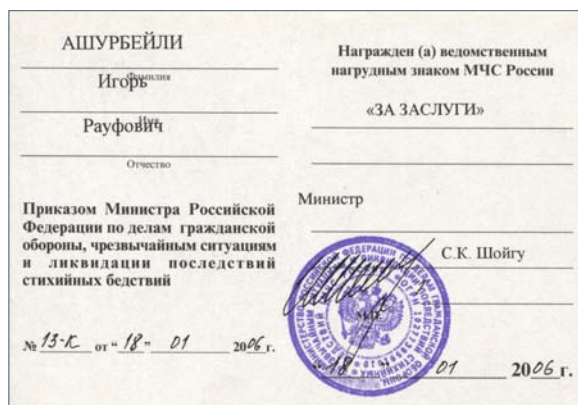 АШУРБЕЙЛИ
Фамилия
Игорь
Имя
Рауфович
Отчество
Приказом Министра Российской
Федерации по делам гражданской
обороны, чрезвычайным ситуациям
и ликвидации последствий
стихийных бедствий
№ 13-К от “18” 01 2006 г.
Награжден (а) ведомственным
нагрудным знаком МЧС России
«ЗА ЗАСЛУГИ»
Министр
С.К. Шойгу
“18” 01 2006 г.